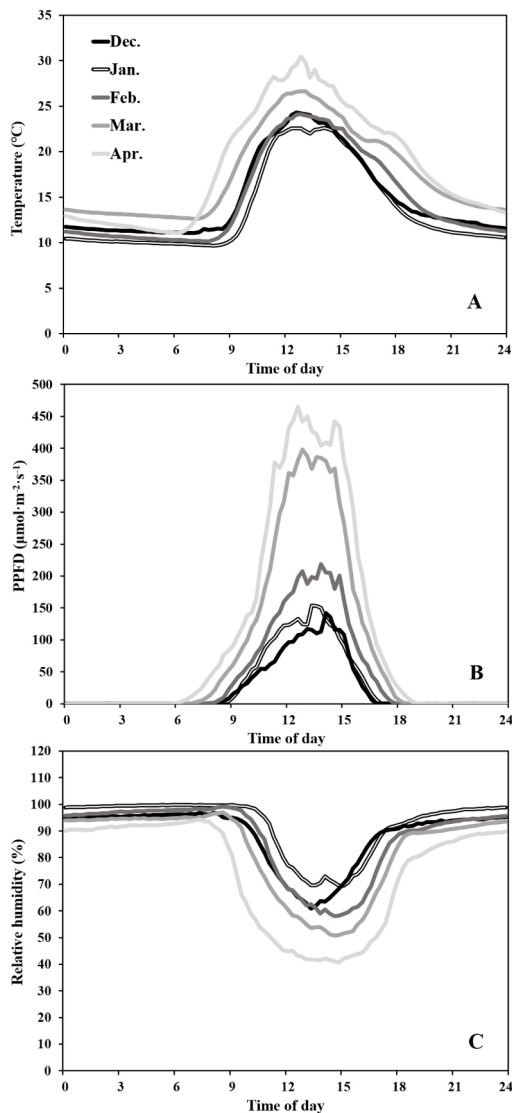 35
30
25
20
15
10
5
0
Temperature (°C)
Dec.
Jan.
Feb.
Mar.
Apr.
A
0 3 6 9 12 15 18 21 24
Time of day
500
450
400
350
300
250
200
150
100
50
0
PPFD (μmol·m⁻²·s⁻¹)
B
0 3 6 9 12 15 18 21 24
Time of day
120
110
100
90
80
70
60
50
40
30
20
10
0
Relative humidity (%)
C
0 3 6 9 12 15 18 21 24
Time of day